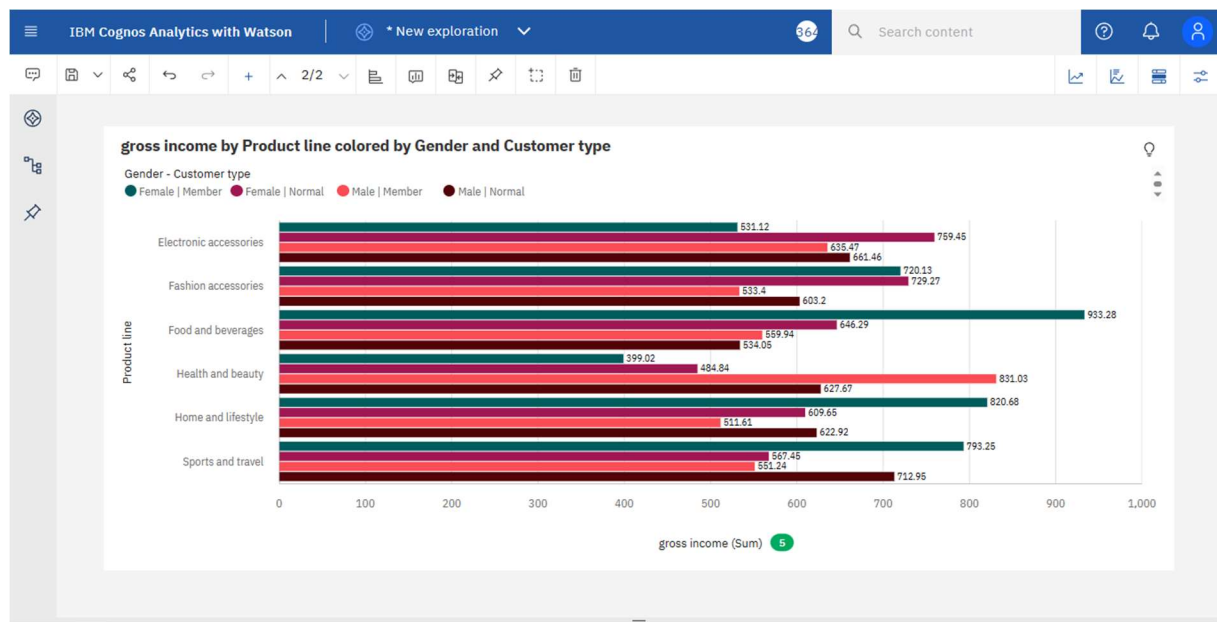 IBM Cognos Analytics with Watson
* New exploration
364
Search content
2/2
gross income by Product line colored by Gender and Customer type
Gender - Customer type
Female | Member Female | Normal Male | Member Male | Normal
Product line
Electronic accessories
531.12
759.45
635.47
661.46
Fashion accessories
720.13
729.27
533.4
603.2
Food and beverages
933.28
646.29
559.94
534.05
Health and beauty
399.02
484.84
831.03
627.67
Home and lifestyle
820.68
609.65
511.61
622.92
Sports and travel
793.25
567.45
551.24
712.95
0 100 200 300 400 500 600 700 800 900 1,000
gross income (Sum) 5